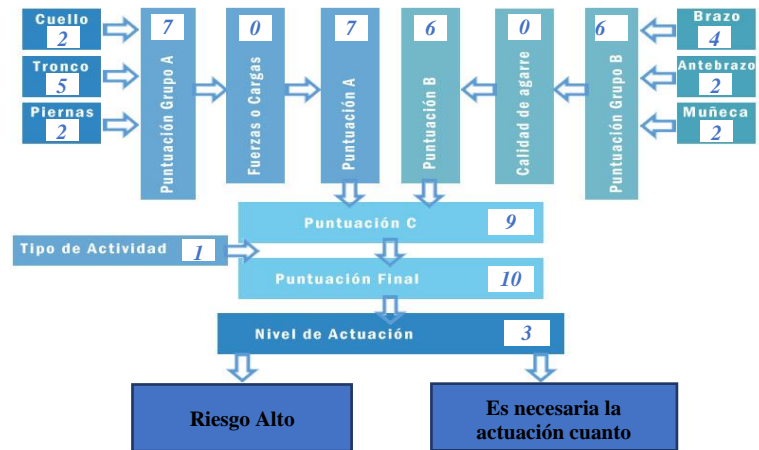 Cuello
2
Tronco
5
Piernas
2
7
Puntuación Grupo A
0
Fuerzas o Cargas
7
Puntuación A
6
Puntuación B
0
Calidad de agarre
6
Puntuación Grupo B
Brazo
4
Antebrazo
2
Muñeca
2
Puntuación C 9
Tipo de Actividad 1
Puntuación Final 10
Nivel de Actuación 3
Riesgo Alto
Es necesaria la
actuación cuanto